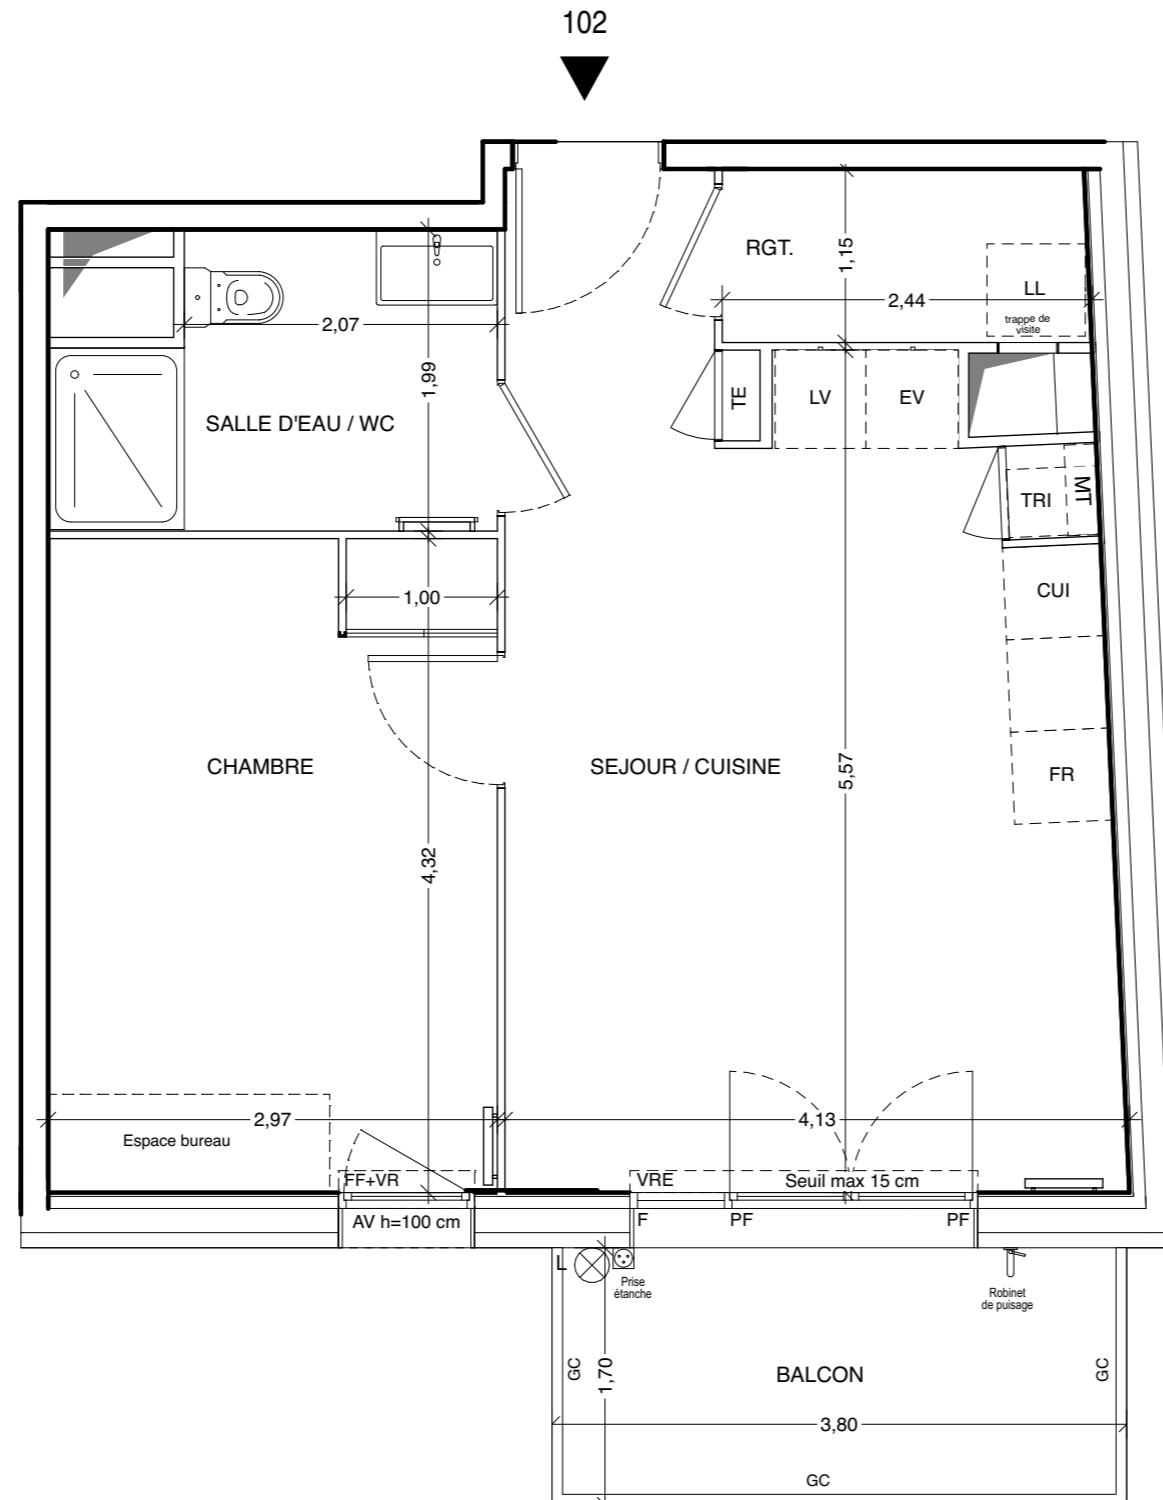 102
RGT.
1,15
2,44
LL
trappe de
visite
2,07
1,99
SALLE D'EAU / WC
TE
LV
EV
TRI
MT
1,00
CUI
CHAMBRE
SEJOUR / CUISINE
5,57
FR
4,32
2,97
4,13
Espace bureau
FF+VR
VRE
Seuil max 15 cm
AV h=100 cm
F
PF
PF
L
Prise
étanche
Robinet
de puisage
GC
1,70
BALCON
GC
3,80
GC